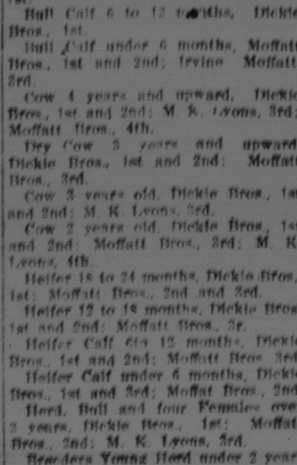 1st.
Bull Calf 6 to 12 months, Dickie
Bros., 1st.
Bull Calf under 6 months, Moffatt
Bros., 1st and 2nd; Irvine Moffatt
3rd.
Cow 4 years and upward, Dickie
Bros., 1st and 2nd; M. K. Lyons, 3rd;
Moffatt Bros., 4th.
Dry Cow 3 years and upward
Dickie Bros., 1st and 2nd; Moffatt
Bros., 3rd.
Cow 3 years old, Dickie Bros., 1st
and 2nd; M. K. Lyons, 3rd.
Cow 2 years old, Dickie Bros., 1st
and 2nd; Moffatt Bros., 3rd; M. K
Lyons, 4th.
Heifer 18 to 24 months, Dickie Bros,
1st; Moffatt Bros., 2nd and 3rd.
Heifer 12 to 18 months, Dickie Bros
1st and 2nd; Moffatt Bros., 3r.
Heifer Calf 6to 12 months, Dickie
Bros., 1st and 2nd; Moffatt Bros 3rd
Heifer Calf under 6 months, Dickie
Bros., 1st and 3rd; Moffat Bros., 2nd
Herd, Bull and four Females over
2 years, Dickie Bros., 1st; Moffatt
Bros., 2nd; M. K. Lyons, 3rd.
Breeders Young Herd under 2 years